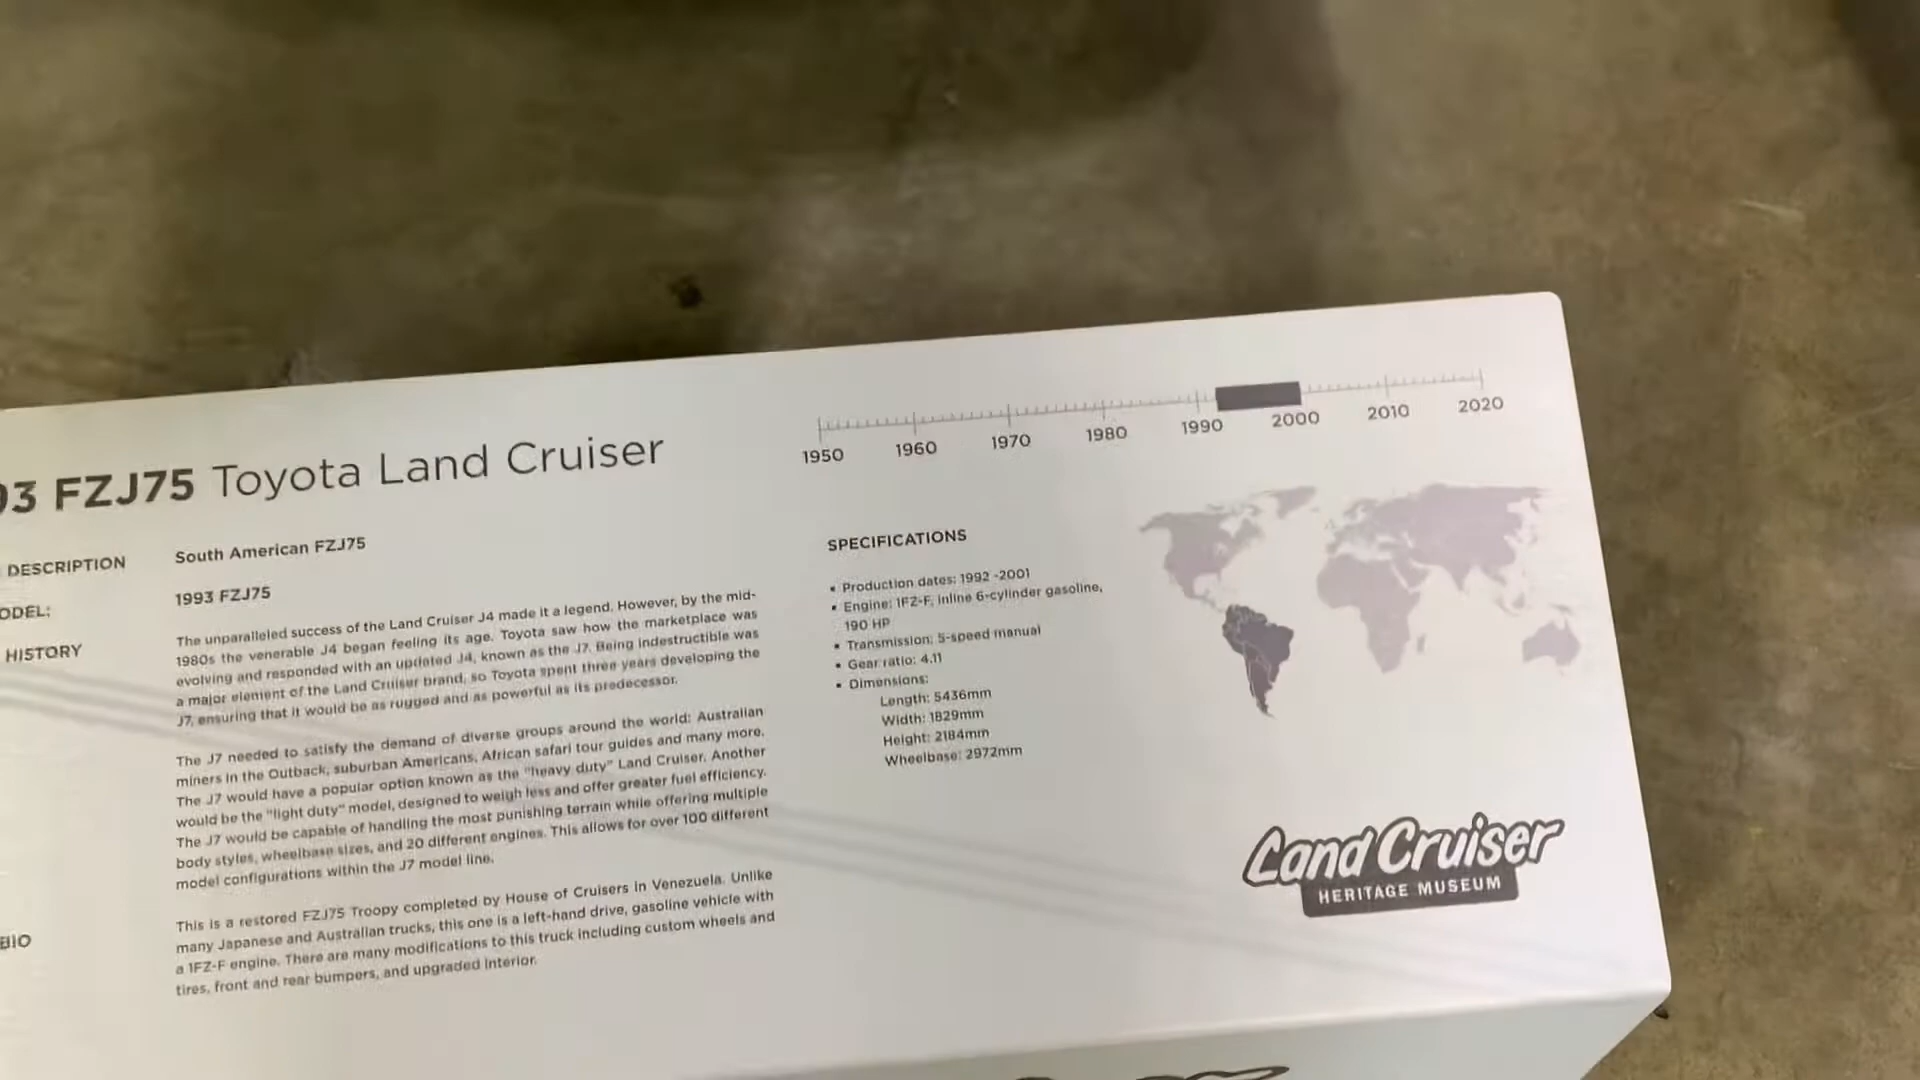 93 FZJ75 Toyota Land Cruiser
1950 1960 1970 1980 1990 2000 2010 2020
DESCRIPTION
South American FZJ75
ODEL:
1993 FZJ75
HISTORY
The unparalleled success of the Land Cruiser J4 made it a legend. However, by the mid-
1980s the venerable J4 began feeling its age. Toyota saw how the marketplace was
evolving and responded with an updated J4, known as the J7. Being indestructible was
a major element of the Land Cruiser brand, so Toyota spent three years developing the
J7, ensuring that it would be as rugged and as powerful as its predecessor.
The J7 needed to satisfy the demand of diverse groups around the world: Australian
miners in the Outback, suburban Americans, African safari tour guides and many more.
The J7 would have a popular option known as the "heavy duty" Land Cruiser. Another
would be the "light duty" model, designed to weigh less and offer greater fuel efficiency.
The J7 would be capable of handling the most punishing terrain while offering multiple
body styles, wheelbase sizes, and 20 different engines. This allows for over 100 different
model configurations within the J7 model line.
BIO
This is a restored FZJ75 Troopy completed by House of Cruisers in Venezuela. Unlike
many Japanese and Australian trucks, this one is a left-hand drive, gasoline vehicle with
a 1FZ-F engine. There are many modifications to this truck including custom wheels and
tires, front and rear bumpers, and upgraded interior.
SPECIFICATIONS
• Production dates: 1992 -2001
• Engine: 1FZ-F, inline 6-cylinder gasoline,
190 HP
• Transmission: 5-speed manual
• Gear ratio: 4.11
• Dimensions:
Length: 5436mm
Width: 1829mm
Height: 2184mm
Wheelbase: 2972mm
Land Cruiser
HERITAGE MUSEUM